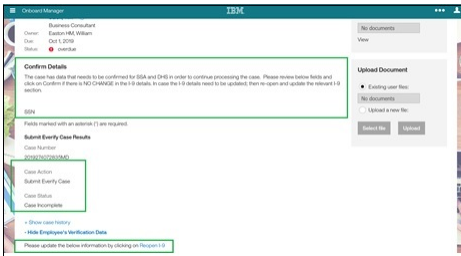 Onboard Manager
IBM
Business Consultant
Owner: Easton HM, William
Due: Oct 1, 2019
Status: overdue
No documents
View
Confirm Details
The case has data that needs to be confirmed for SSA and DHS in order to continue processing the case. Please review below fields and
click on Confirm if there is NO CHANGE in the I-9 details. In case the I-9 details need to be updated, then re-open and update the relevant I-9
section.
SSN
Upload Document
Existing user files:
No documents
Upload a new file:
Select file
Upload
Fields marked with an asterisk (*) are required.
Submit Everify Case Results
Case Number
Case Action
Submit Everify Case
Case Status
Case Incomplete
+ Show case history
- Hide Employee's Verification Data
Please update the below information by clicking on Reopen I-9